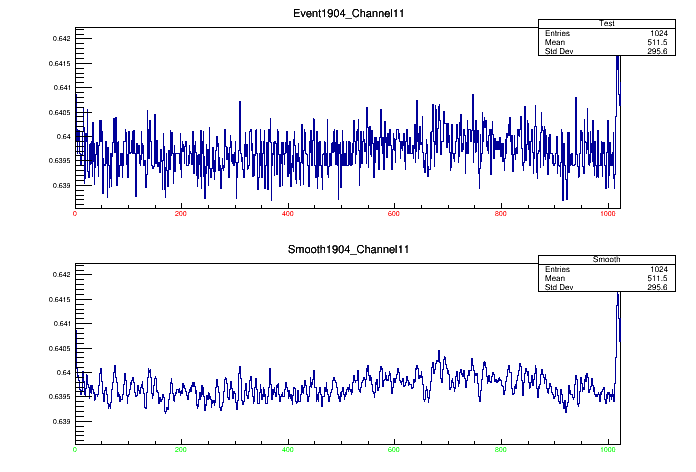 Event1904_Channel11
Test
Entries 1024
Mean 511.5
Std Dev 295.6
0.642
0.6415
0.641
0.6405
0.64
0.6395
0.639
0 200 400 600 800 1000
Smooth1904_Channel11
Smooth
Entries 1024
Mean 511.5
Std Dev 295.6
0.642
0.6415
0.641
0.6405
0.64
0.6395
0.639
0 200 400 600 800 1000